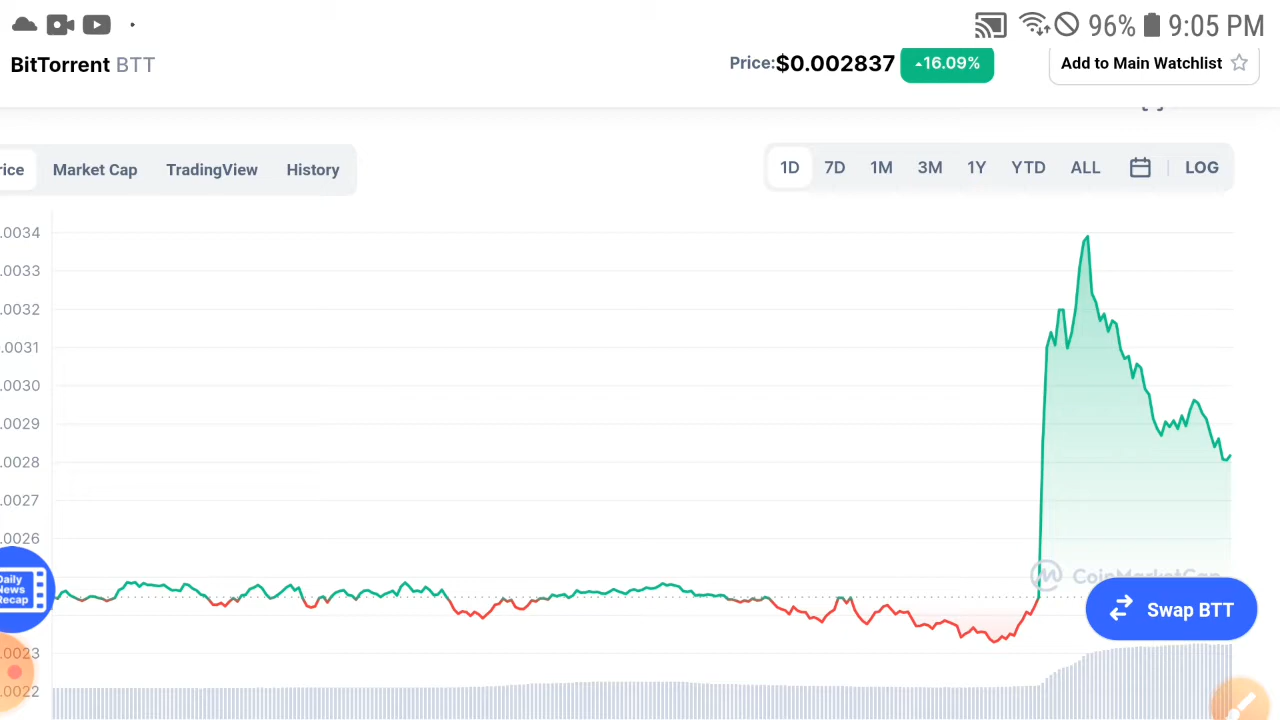 96% 9:05 PM
BitTorrent BTT
Price:$0.002837
16.09%
Add to Main Watchlist
rice Market Cap TradingView History
1D 7D 1M 3M 1Y YTD ALL LOG
.0034
.0033
.0032
.0031
.0030
.0029
.0028
.0027
.0026
Daily
News
Recap
CoinMarketCap
Swap BTT
.0023
.0022